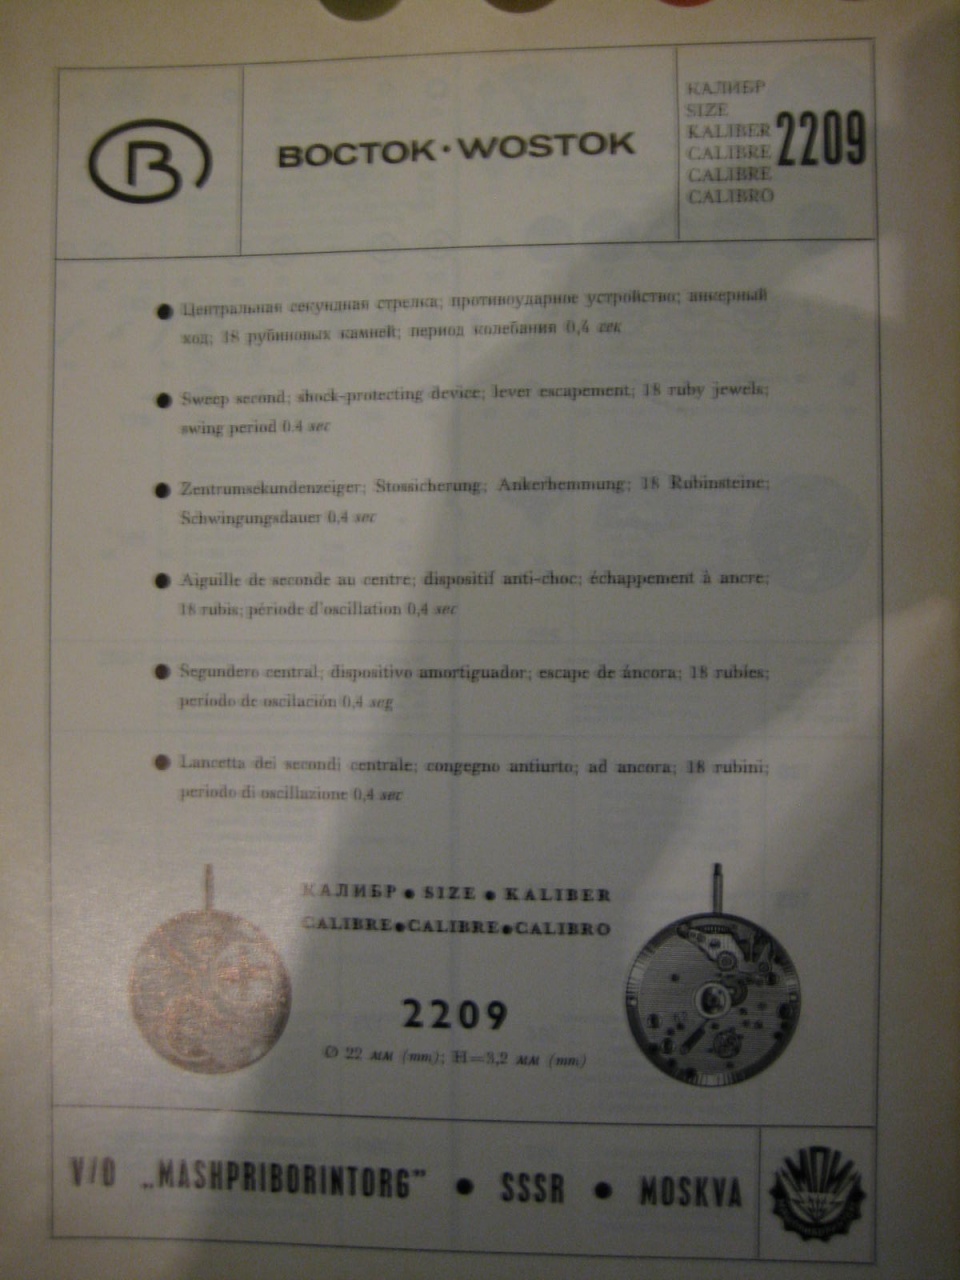 B
ВОСТОК · WOSTOK
КАЛИБР
SIZE
KALIBER
CALIBRE
CALIBRE
CALIBRO
2209
● Центральная секундная стрелка; противоударное устройство; анкерный
ход; 18 рубиновых камней; период колебания 0,4 сек
● Sweep second; shock-protecting device; lever escapement; 18 ruby jewels;
swing period 0.4 sec
● Zentrumsekundenzeiger; Stossicherung; Ankerhemmung; 18 Rubinsteine;
Schwingungsdauer 0,4 sec
● Aiguille de seconde au centre; dispositif anti-choc; échappement à ancre;
18 rubis; période d'oscillation 0,4 sec
● Segundero central; dispositivo amortiguador; escape de áncora; 18 rubies;
período de oscilación 0,4 seg
● Lancetta dei secondi centrale; congegno antiurto; ad ancora; 18 rubini;
periodo di oscillazione 0,4 sec
КАЛИБР ● SIZE ● KALIBER
CALIBRE●CALIBRE●CALIBRO
2209
Ø 22 мм (mm); H=3,2 мм (mm)
V/O „MASHPRIBORINTORG” ● SSSR ● MOSKVA